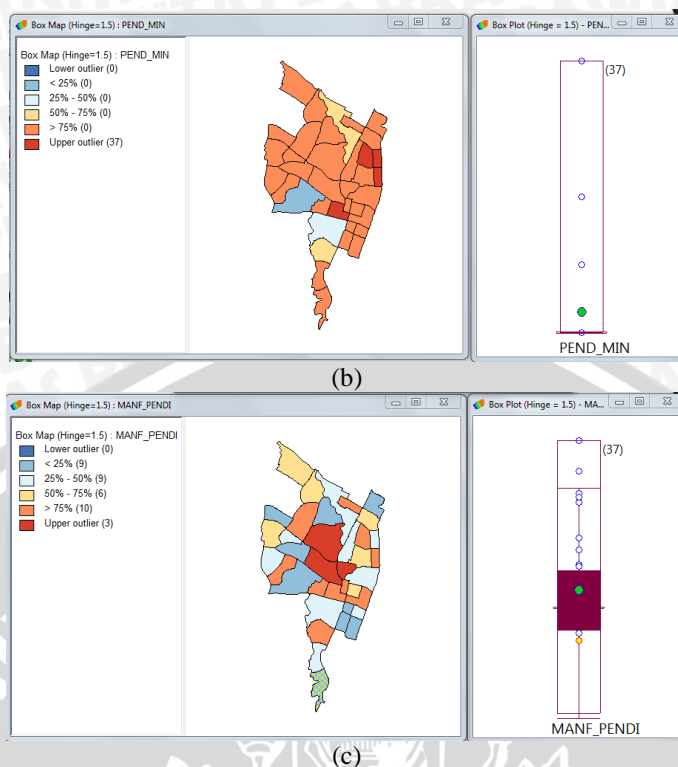 Box Map (Hinge=1.5) : PEND_MIN
Box Map (Hinge=1.5) : PEND_MIN
Lower outlier (0)
< 25% (0)
25% - 50% (0)
50% - 75% (0)
> 75% (0)
Upper outlier (37)
Box Plot (Hinge = 1.5) - PEN...
(37)
PEND_MIN
(b)
Box Map (Hinge=1.5) : MANF_PENDI
Box Map (Hinge=1.5) : MANF_PENDI
Lower outlier (0)
< 25% (9)
25% - 50% (9)
50% - 75% (6)
> 75% (10)
Upper outlier (3)
Box Plot (Hinge = 1.5) - MA...
(37)
MANF_PENDI
(c)